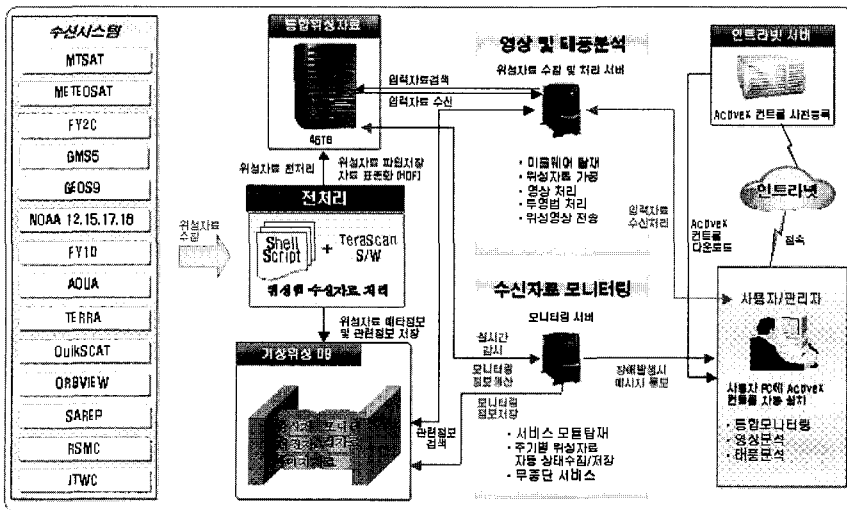 수신시스템
MTSAT
METEOSAT
FY2C
GMS5
GEOS9
NOAA 12.15.17.18
FY1D
AQUA
TERRA
QuikSCAT
ORBVIEW
SAREP
RSMC
JTWC
위성자료
수집
통합위성자료
46TB
위성자료 전처리
위성자료 파일저장
자료 표준화 (HDF)
전처리
Shell
Script
+
TeraScan
S/W
위성별 수신자료 처리
위성자료 메타정보
및 관련정보 저장
기상위성 DB
입력자료검색
입력자료 수신
영상 및 태풍분석
위성자료 수집 및 처리 서버
• 미들웨어 탑재
• 위성자료 가공
• 영상 처리
• 투영법 처리
• 위성영상 전송
수신자료 모니터링
모니터링 서버
실시간
감시
모니터링
모니터링
정보저장
관련정보
검색
• 서비스 모듈탑재
• 주기별 위성자료
자동 상태수집/저장
• 무중단 서비스
입력자료
수신처리
장애발생시
메시지 통보
인트라넷 서버
ActiveX 컨트롤 사전등록
인트라넷
ActiveX
컨트롤
다운로드
접속
사용자/관리자
사용자 PC에 ActiveX
컨트롤 자동 설치
• 통합모니터링
• 영상분석
• 태풍분석